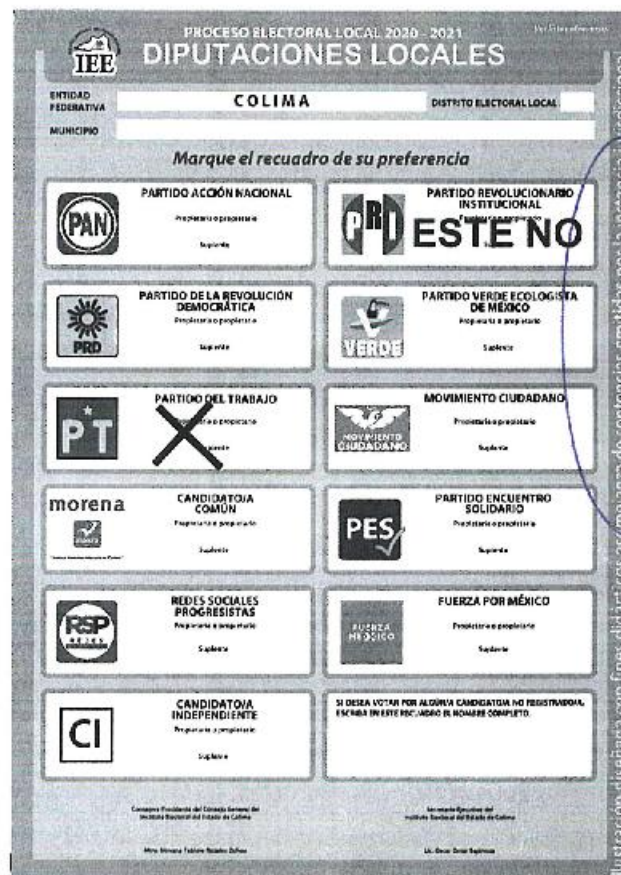 PROCESO ELECTORAL LOCAL 2020 - 2021
DIPUTACIONES LOCALES
IEE
ENTIDAD FEDERATIVA
COLIMA
DISTRITO ELECTORAL LOCAL
MUNICIPIO
Marque el recuadro de su preferencia
PAN
PARTIDO ACCIÓN NACIONAL
Propietaria o propietario
Suplente
PRI
PARTIDO REVOLUCIONARIO
INSTITUCIONAL
ESTE NO
PRD
PARTIDO DE LA REVOLUCIÓN
DEMOCRÁTICA
Propietaria o propietario
Suplente
VERDE
PARTIDO VERDE ECOLOGISTA
DE MÉXICO
Propietaria o propietario
Suplente
PT
PARTIDO DEL TRABAJO
MOVIMIENTO
CIUDADANO
MOVIMIENTO CIUDADANO
Propietaria o propietario
Suplente
morena
CANDIDATO/A
COMÚN
Propietaria o propietario
Suplente
PES
PARTIDO ENCUENTRO
SOLIDARIO
Propietaria o propietario
Suplente
RSP
REDES SOCIALES
PROGRESISTAS
Propietaria o propietario
Suplente
FUERZA
MÉXICO
FUERZA POR MÉXICO
Propietaria o propietario
Suplente
CI
CANDIDATO/A
INDEPENDIENTE
Propietaria o propietario
Suplente
SI DESEA VOTAR POR ALGÚN/A CANDIDATO/A NO REGISTRADO/A,
ESCRIBA EN ESTE RECUADRO EL NOMBRE COMPLETO.